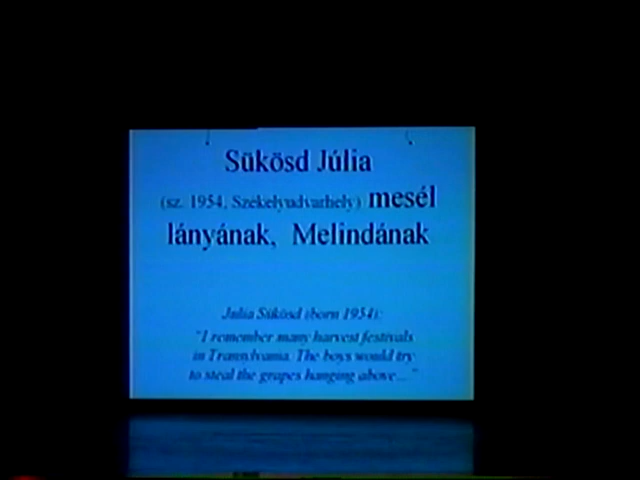 Sükösd Júlia
(sz. 1954, Székelyudvarhely) mesél
lányának, Melindának
Julia Sükösd (born 1954):
"I remember many harvest festivals
in Transylvania. The boys would try
to steal the grapes hanging above..."